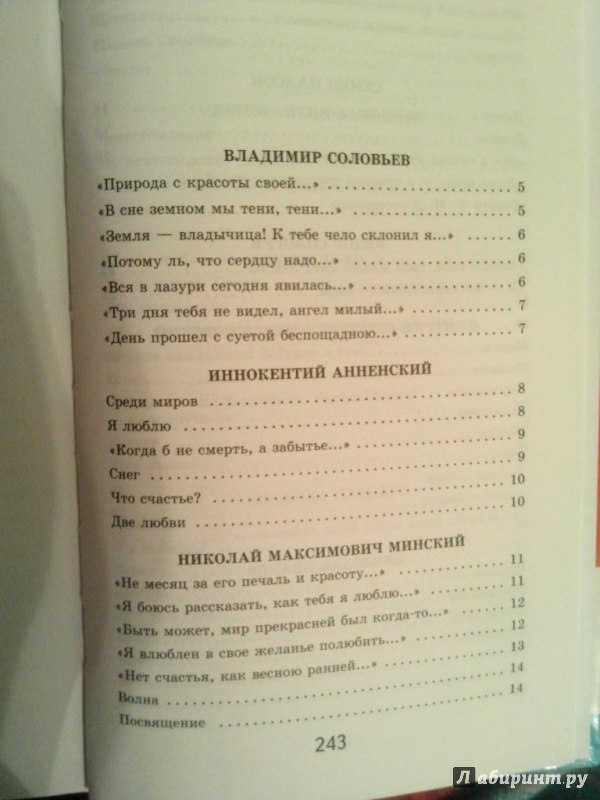 ВЛАДИМИР СОЛОВЬЕВ
«Природа с красоты своей...» 5
«В сне земном мы тени, тени...» 5
«Земля — владычица! К тебе чело склонил я...» 6
«Потому ль, что сердцу надо...» 6
«Вся в лазури сегодня явилась...» 6
«Три дня тебя не видел, ангел милый...» 7
«День прошел с суетой беспощадною...» 7
ИННОКЕНТИЙ АННЕНСКИЙ
Среди миров 8
Я люблю 8
«Когда б не смерть, а забытье...» 9
Снег 9
Что счастье? 10
Две любви 10
НИКОЛАЙ МАКСИМОВИЧ МИНСКИЙ
«Не месяц за его печаль и красоту...» 11
«Я боюсь рассказать, как тебя я люблю...» 11
«Быть может, мир прекрасней был когда-то...» 12
«Я влюблен в свое желанье полюбить...» 12
«Нет счастья, как весною ранней...» 13
Волна 14
Посвящение 14
243
Лабиринт.ру